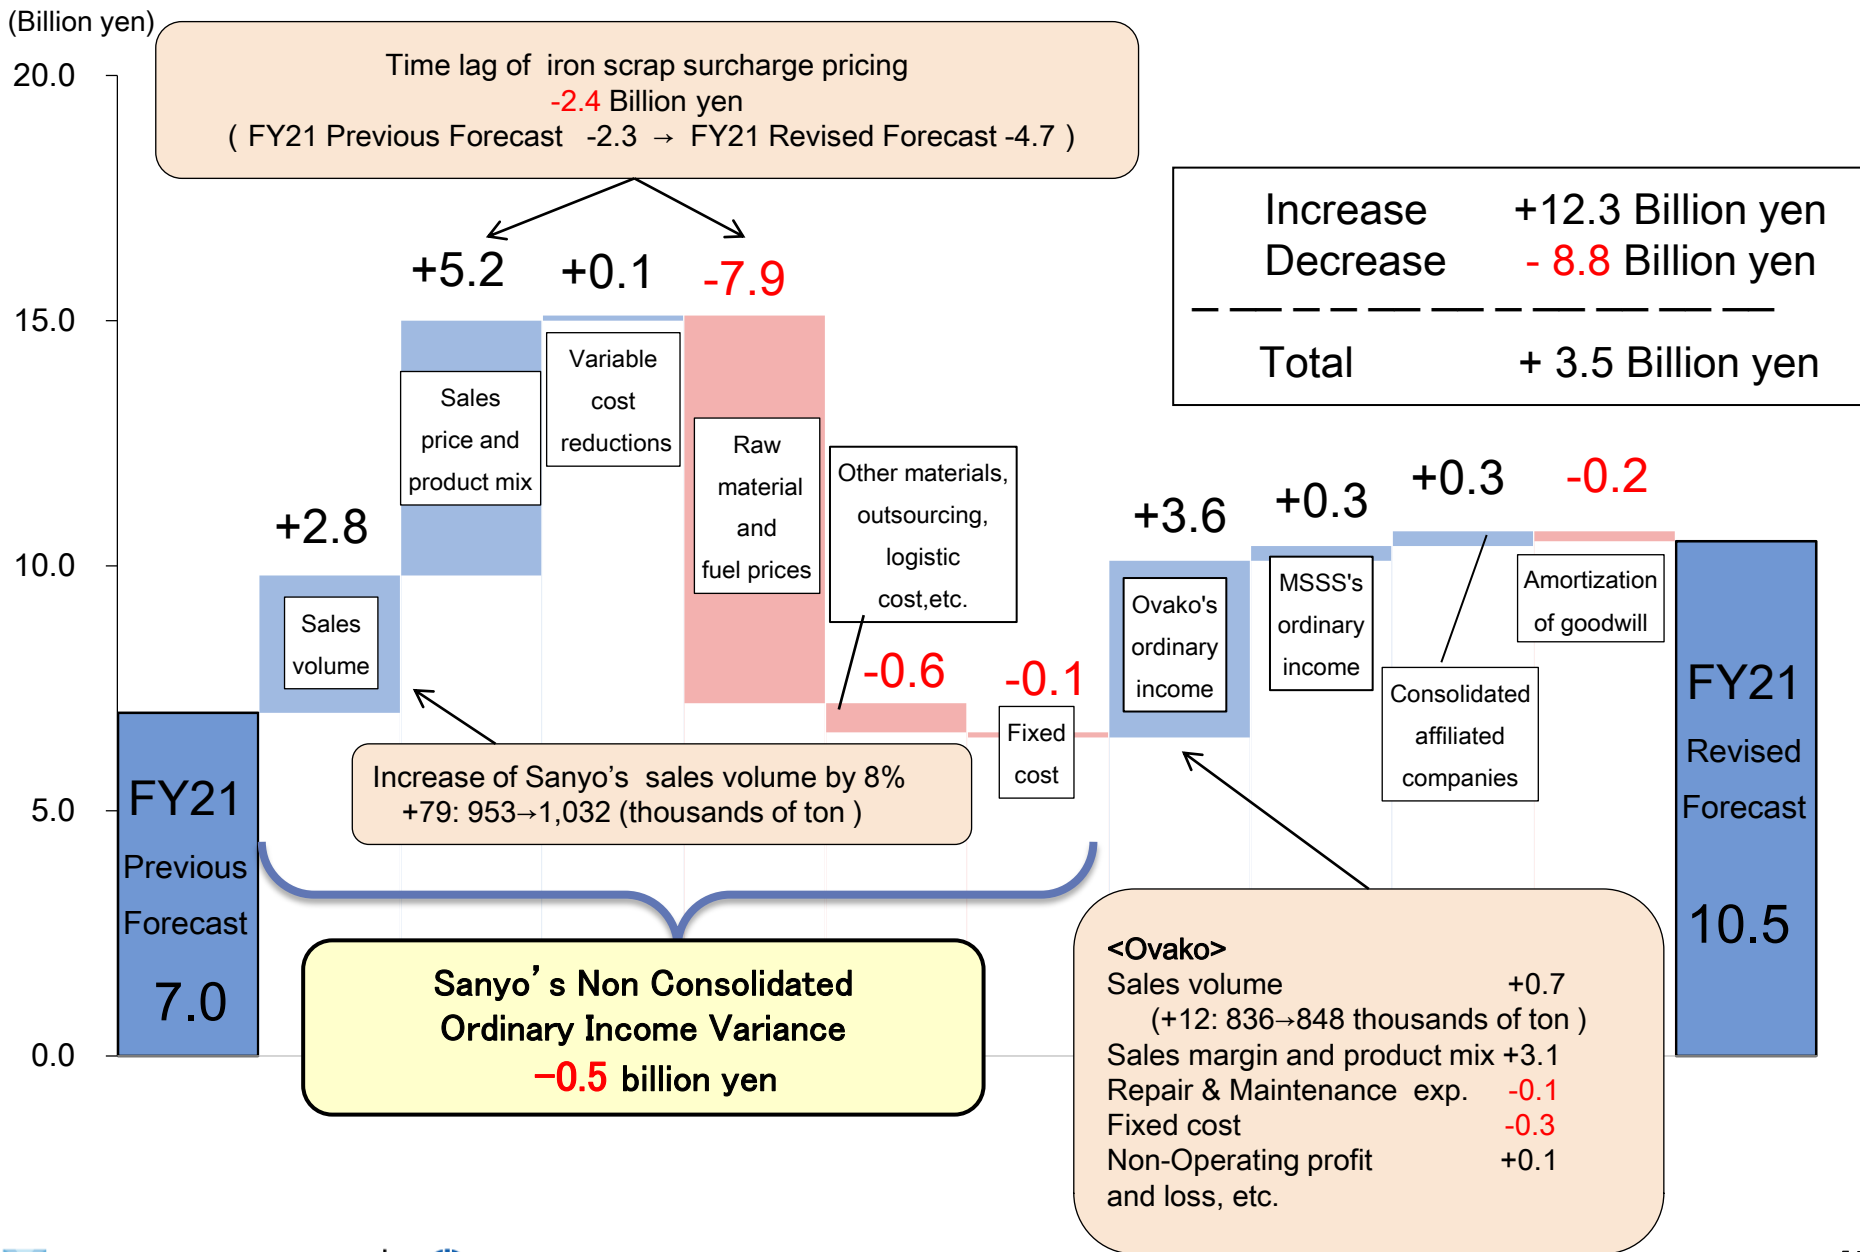 (Billion yen)
20.0
15.0
10.0
5.0
0.0
Time lag of iron scrap surcharge pricing
-2.4 Billion yen
( FY21 Previous Forecast -2.3 → FY21 Revised Forecast -4.7 )
Increase +12.3 Billion yen
Decrease - 8.8 Billion yen
Total + 3.5 Billion yen
FY21
Previous
Forecast
7.0
+2.8
Sales
volume
+5.2
Sales
price and
product mix
+0.1
Variable
cost
reductions
-7.9
Raw
material
and
fuel prices
Other materials,
outsourcing,
logistic
cost,etc.
-0.6
-0.1
Fixed
cost
+3.6
Ovako's
ordinary
income
+0.3
MSSS's
ordinary
income
+0.3
Consolidated
affiliated
companies
-0.2
Amortization
of goodwill
FY21
Revised
Forecast
10.5
Increase of Sanyo’s sales volume by 8%
+79: 953→1,032 (thousands of ton )
Sanyo’s Non Consolidated
Ordinary Income Variance
−0.5 billion yen
<Ovako>
Sales volume +0.7
(+12: 836→848 thousands of ton )
Sales margin and product mix +3.1
Repair & Maintenance exp. -0.1
Fixed cost -0.3
Non-Operating profit +0.1
and loss, etc.